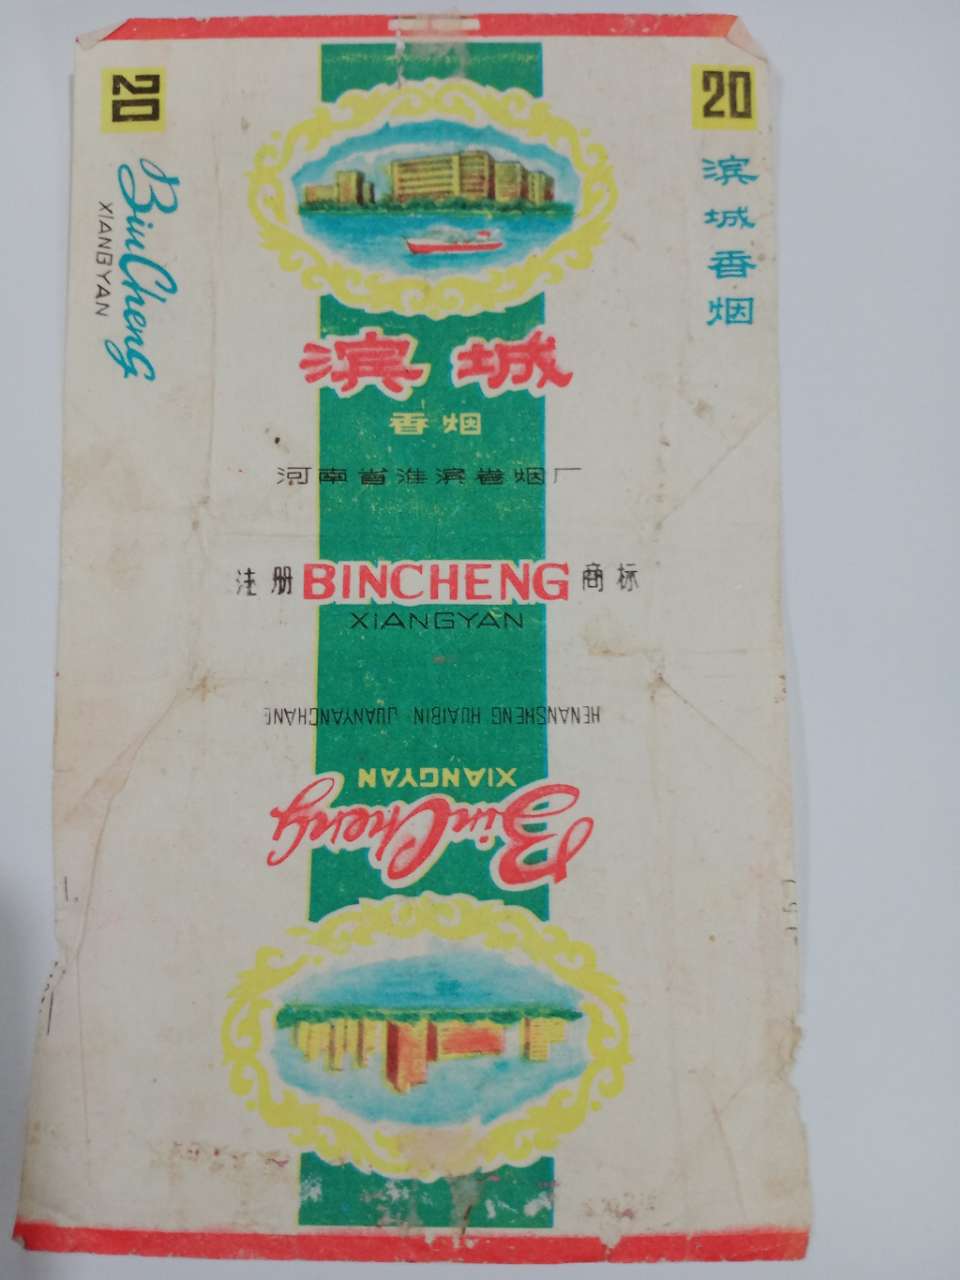 20
20
滨城香烟
BinCheng
XIANGYAN
滨城
香烟
河南省淮滨卷烟厂
注册 BINCHENG 商标
XIANGYAN
HENANSHENG HUAIBIN JUANYANCHANG
XIANGYAN
BinCheng